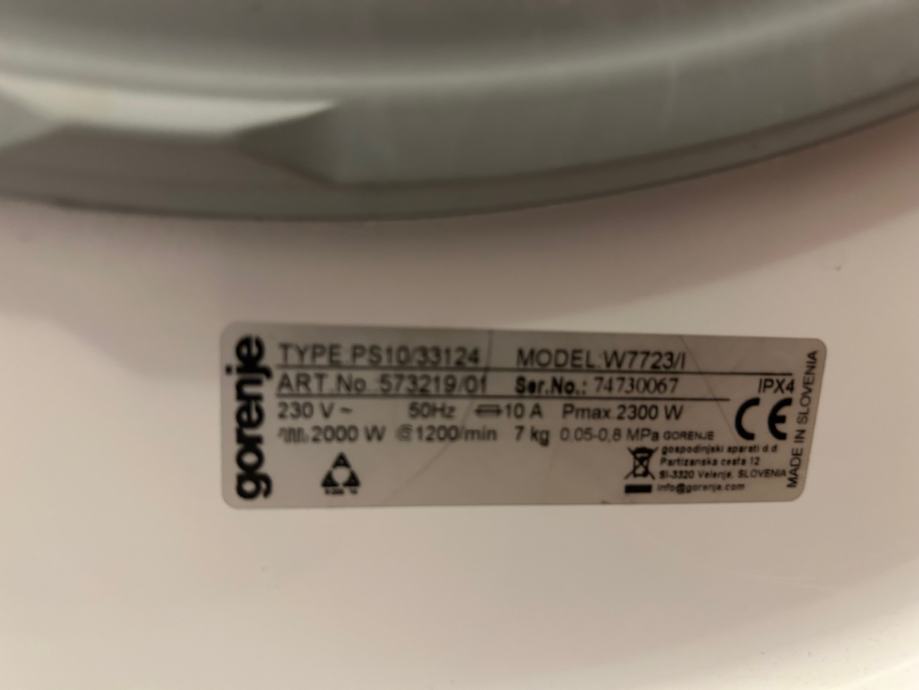 gorenje
TYPE:PS10/33124 MODEL:W7723/I
ART.No.:573219/01 Ser.No.: 74730067 IPX4
230 V ~ 50Hz 10 A Pmax.2300 W
2000 W 1200/min 7 kg 0.05-0,8 MPa GORENJE
gospodinjski aparati d.d.
Partizanska cesta 12
SI-3320 Velenje, SLOVENIA
info@gorenje.com
CE
MADE IN SLOVENIA